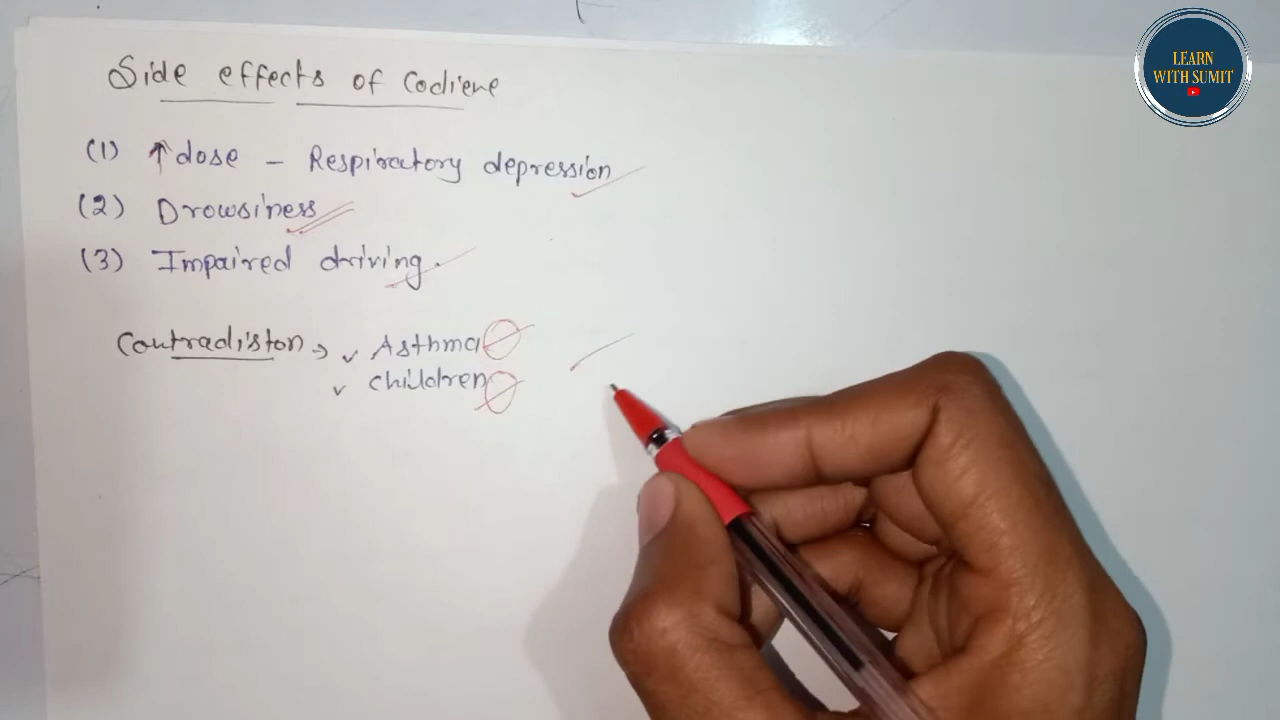 Side effects of Codiene
(1) ↑dose - Respiratory depression
(2) Drowsiness
(3) Impaired driving.
Contradiston → ✓ Asthma
✓ children
LEARN
WITH SUMIT